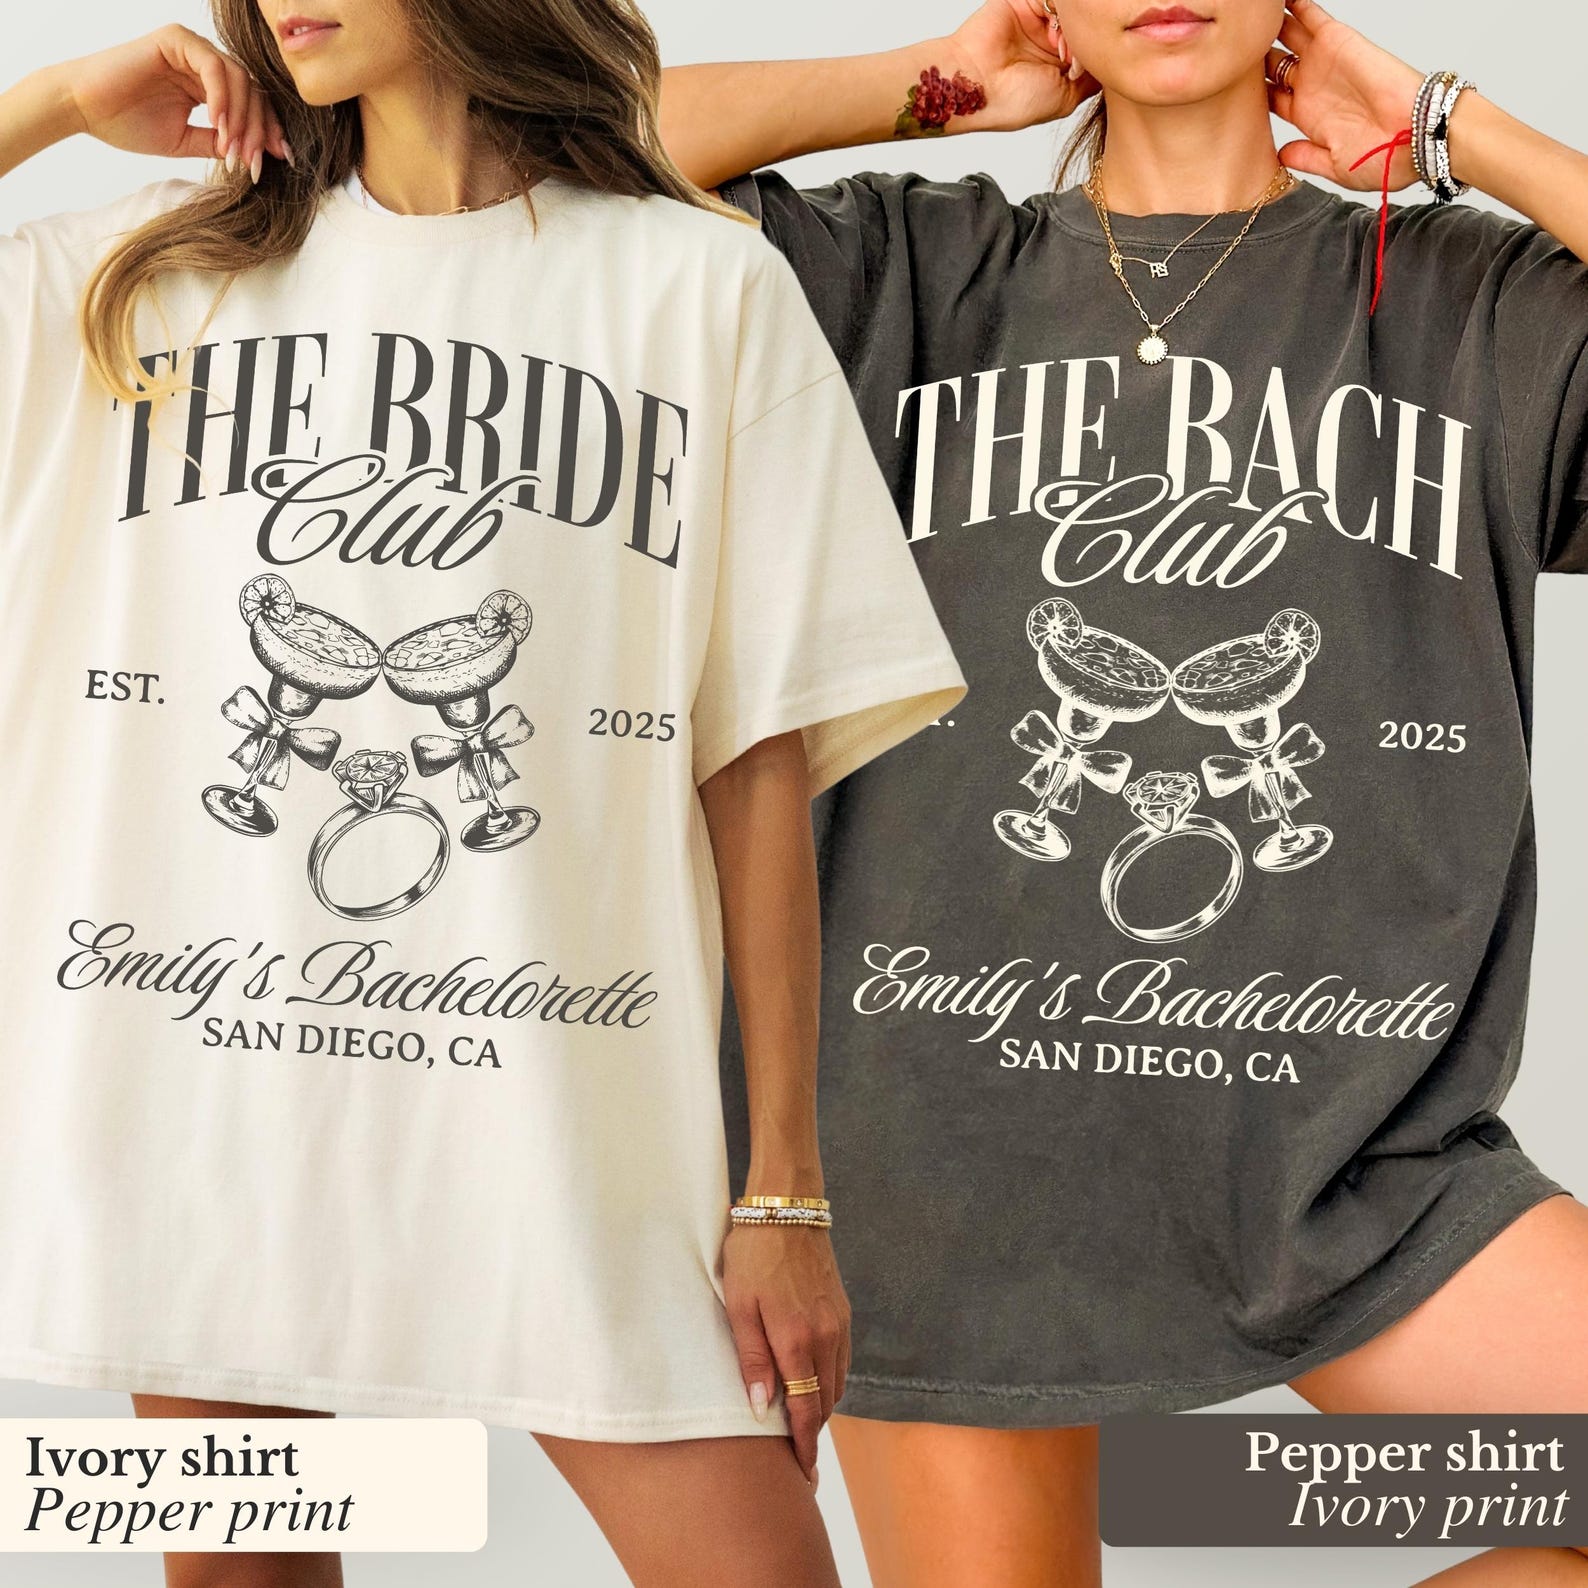 THE BRIDE
Club
EST.
2025
Emily's Bachelorette
SAN DIEGO, CA
THE BACH
Club
2025
Emily's Bachelorette
SAN DIEGO, CA
Ivory shirt
Pepper print
Pepper shirt
Ivory print